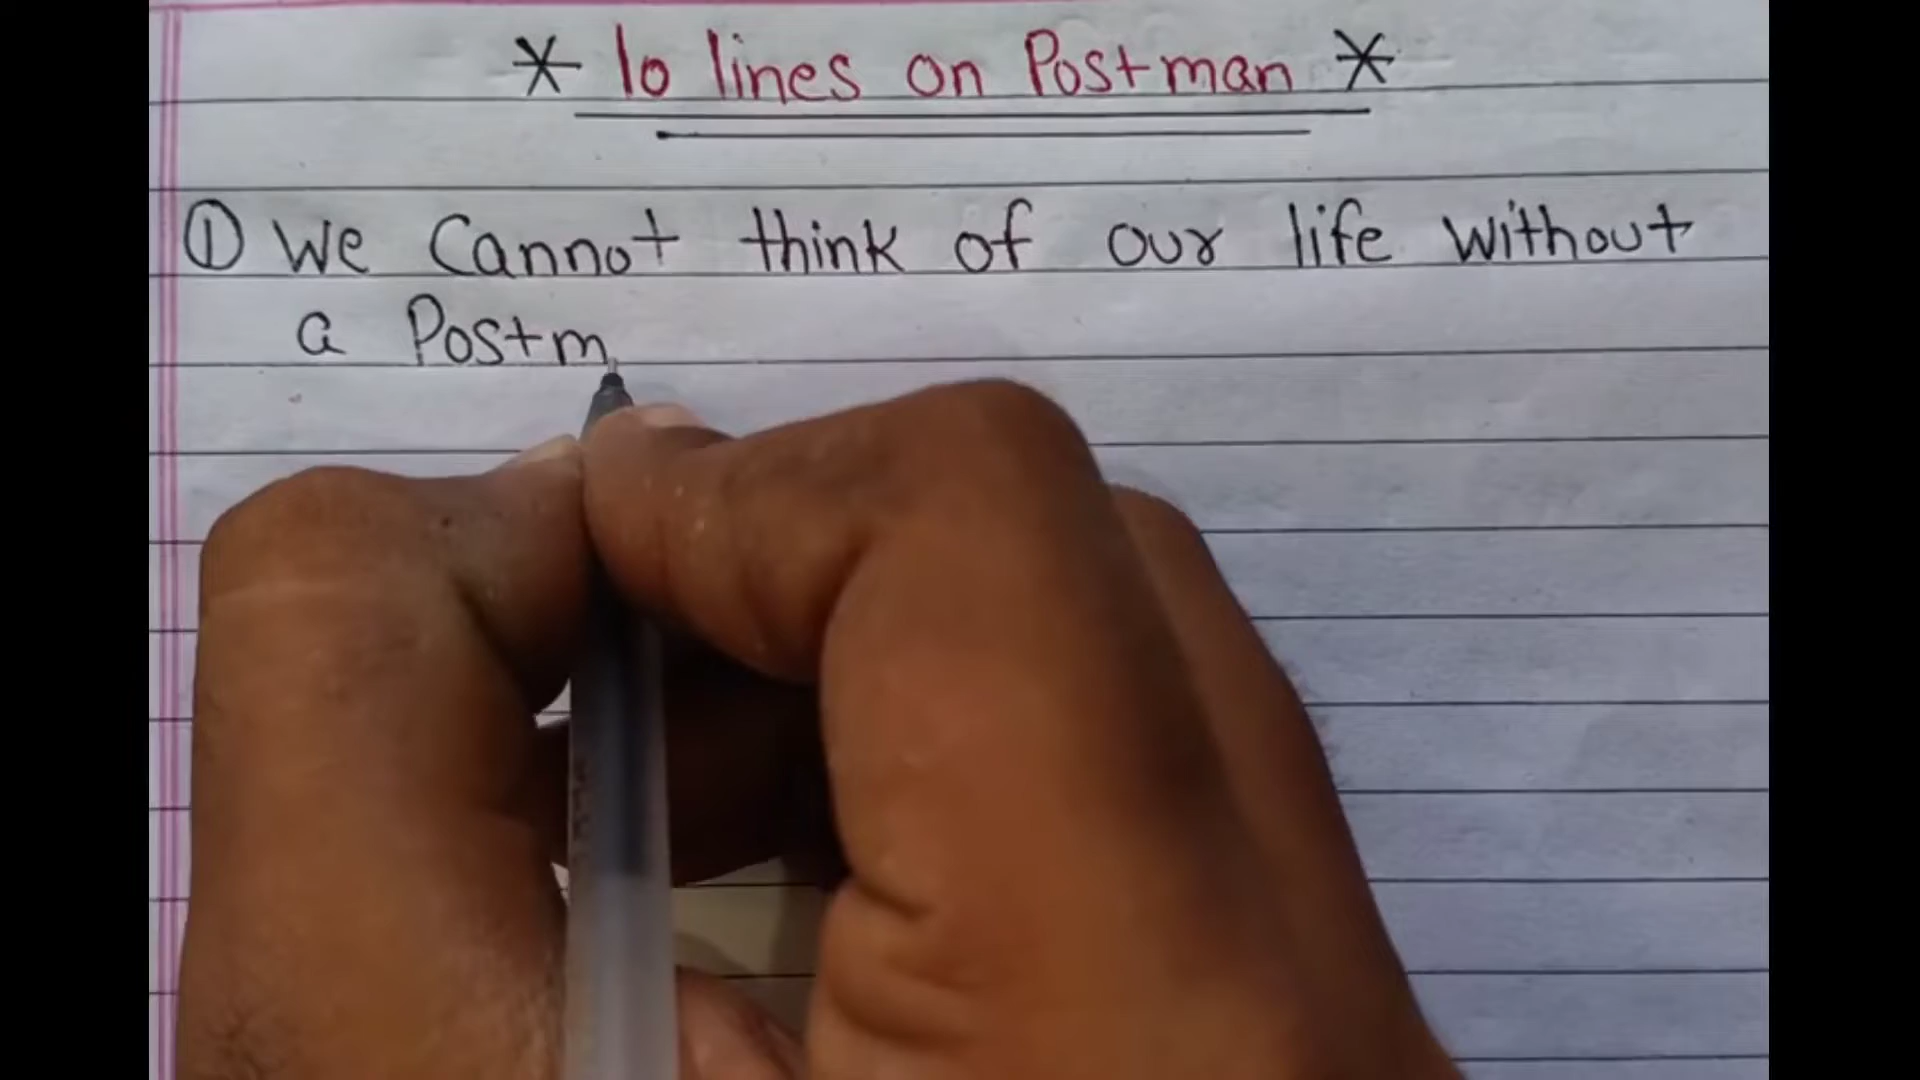 * 10 lines on Postman *
① We Cannot think of our life without
a Postm